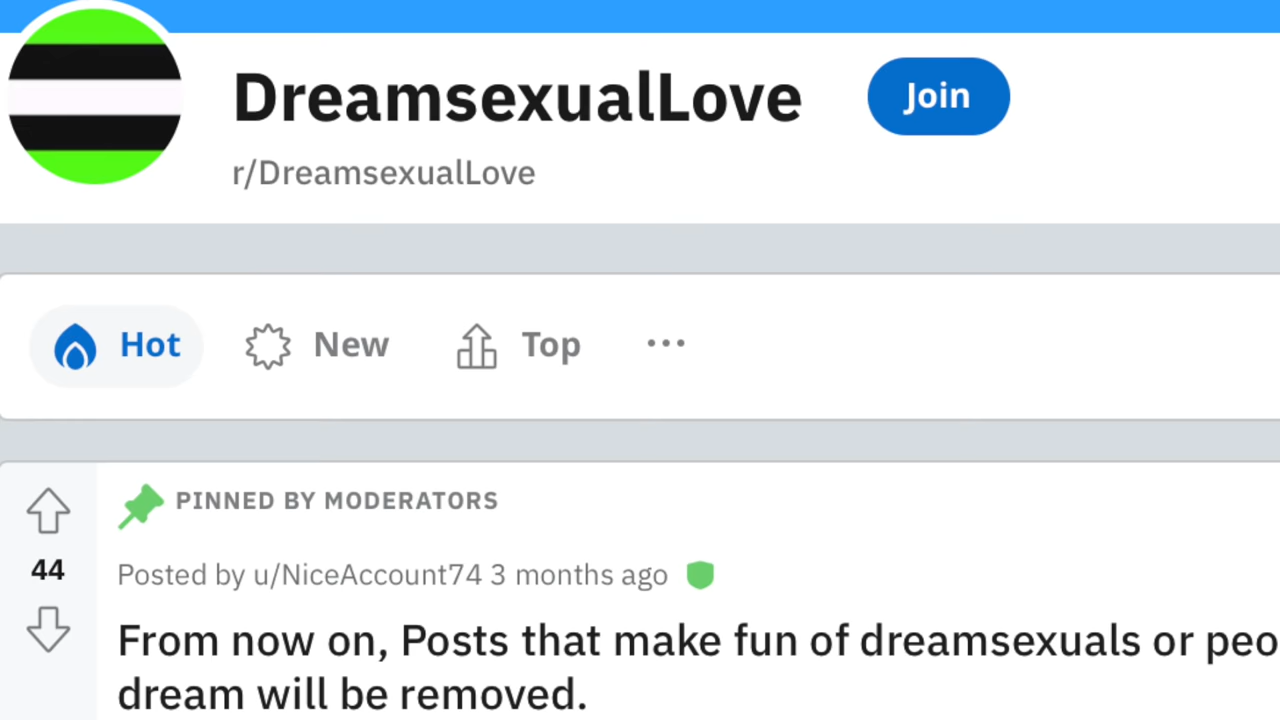 DreamsexualLove
Join
r/DreamsexualLove
Hot
New
Top
PINNED BY MODERATORS
44
Posted by u/NiceAccount74 3 months ago
From now on, Posts that make fun of dreamsexuals or peo
dream will be removed.